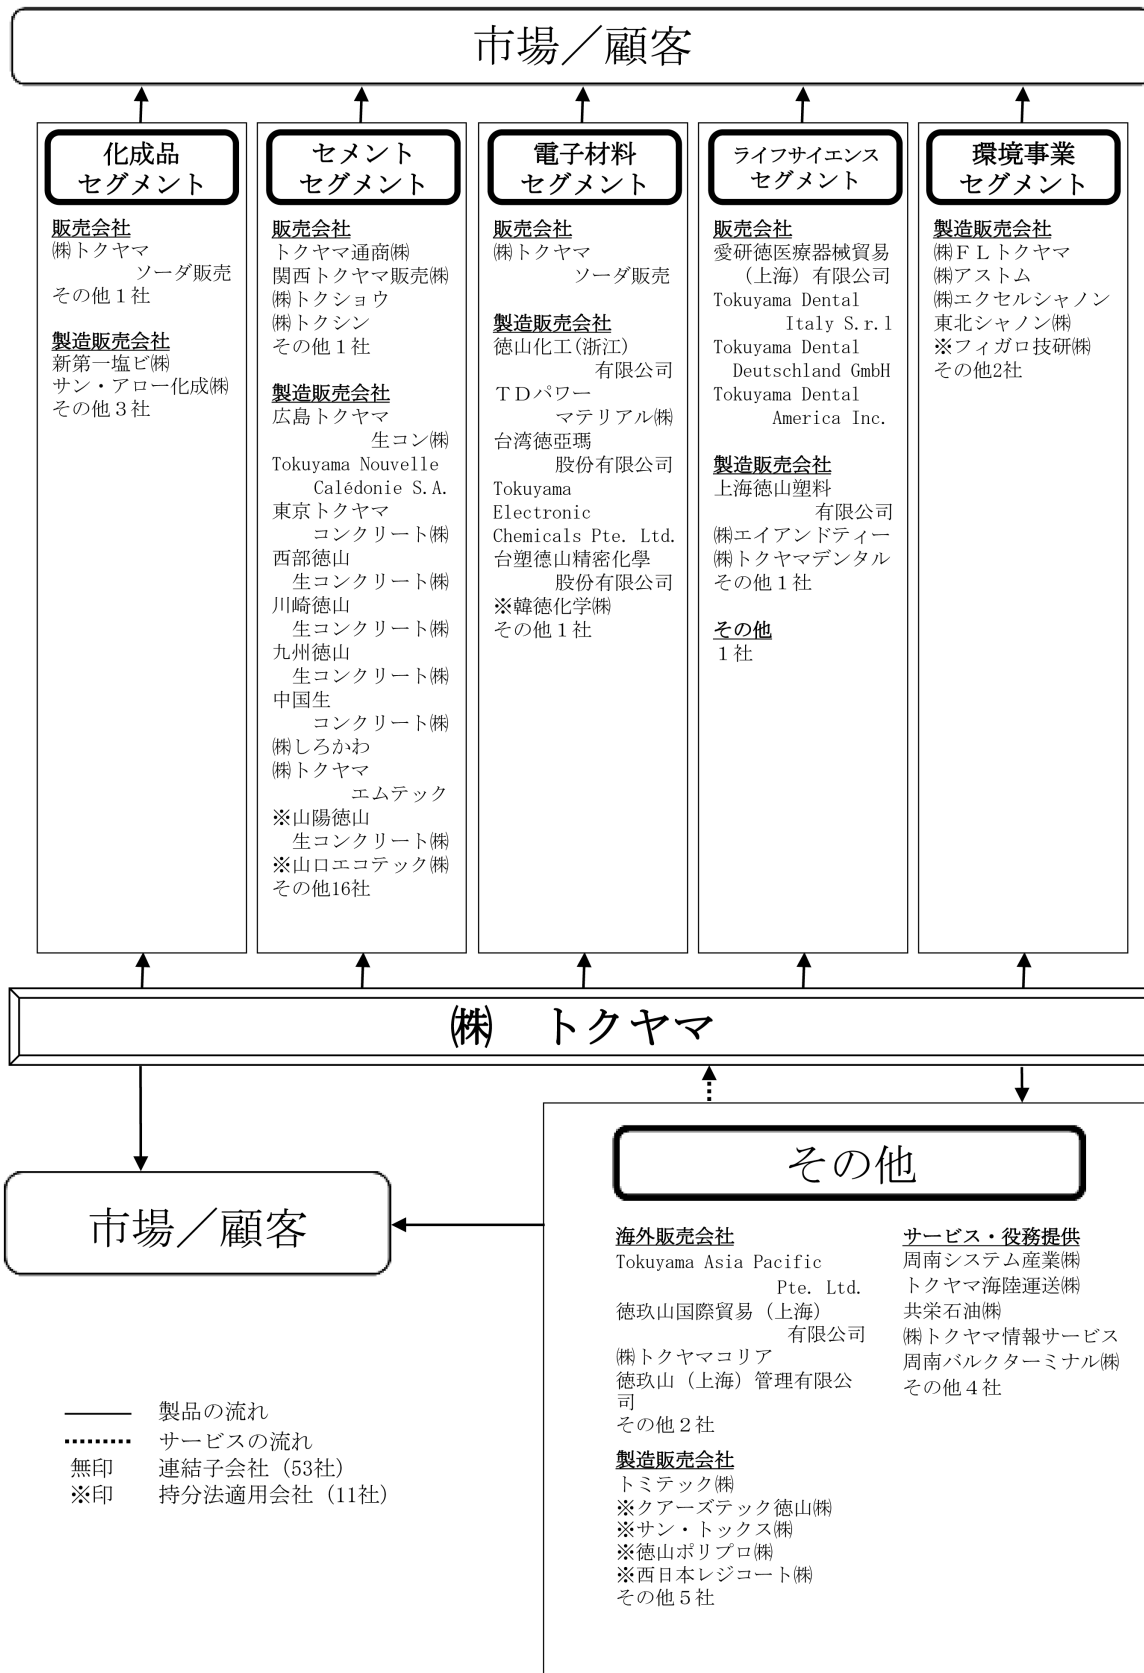 市場／顧客
化成品
セグメント
販売会社
㈱トクヤマ
ソーダ販売
その他１社
製造販売会社
新第一塩ビ㈱
サン・アロー化成㈱
その他３社
セメント
セグメント
販売会社
トクヤマ通商㈱
関西トクヤマ販売㈱
㈱トクショウ
㈱トクシン
その他１社
製造販売会社
広島トクヤマ
生コン㈱
Tokuyama Nouvelle
Calédonie S.A.
東京トクヤマ
コンクリート㈱
西部徳山
生コンクリート㈱
川崎徳山
生コンクリート㈱
九州徳山
生コンクリート㈱
中国生
コンクリート㈱
㈱しろかわ
㈱トクヤマ
エムテック
※山陽徳山
生コンクリート㈱
※山口エコテック㈱
その他16社
電子材料
セグメント
販売会社
㈱トクヤマ
ソーダ販売
製造販売会社
徳山化工(浙江)
有限公司
ＴＤパワー
マテリアル㈱
台湾徳亞瑪
股份有限公司
Tokuyama
Electronic
Chemicals Pte. Ltd.
台塑徳山精密化學
股份有限公司
※韓徳化学㈱
その他１社
ライフサイエンス
セグメント
販売会社
愛研徳医療器械貿易
（上海）有限公司
Tokuyama Dental
Italy S.r.l
Tokuyama Dental
Deutschland GmbH
Tokuyama Dental
America Inc.
製造販売会社
上海徳山塑料
有限公司
㈱エイアンドティー
㈱トクヤマデンタル
その他１社
その他
１社
環境事業
セグメント
製造販売会社
㈱ＦＬトクヤマ
㈱アストム
㈱エクセルシャノン
東北シャノン㈱
※フィガロ技研㈱
その他2社
㈱　トクヤマ
市場／顧客
その他
海外販売会社
Tokuyama Asia Pacific
Pte. Ltd.
徳玖山国際貿易（上海）
有限公司
㈱トクヤマコリア
徳玖山（上海）管理有限公
司
その他２社
製造販売会社
トミテック㈱
※クアーズテック徳山㈱
※サン・トックス㈱
※徳山ポリプロ㈱
※西日本レジコート㈱
その他５社
サービス・役務提供
周南システム産業㈱
トクヤマ海陸運送㈱
共栄石油㈱
㈱トクヤマ情報サービス
周南バルクターミナル㈱
その他４社
製品の流れ
サービスの流れ
無印　連結子会社（53社）
※印　持分法適用会社（11社）